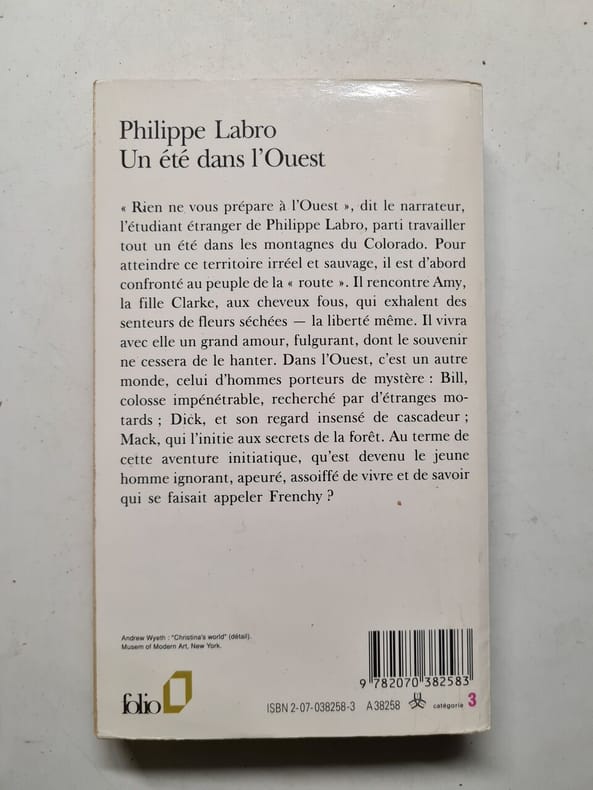 Philippe Labro
Un été dans l'Ouest
« Rien ne vous prépare à l'Ouest », dit le narrateur,
l'étudiant étranger de Philippe Labro, parti travailler
tout un été dans les montagnes du Colorado. Pour
atteindre ce territoire irréel et sauvage, il est d'abord
confronté au peuple de la « route ». Il rencontre Amy,
la fille Clarke, aux cheveux fous, qui exhalent des
senteurs de fleurs séchées — la liberté même. Il vivra
avec elle un grand amour, fulgurant, dont le souvenir
ne cessera de le hanter. Dans l'Ouest, c'est un autre
monde, celui d'hommes porteurs de mystère : Bill,
colosse impénétrable, recherché par d'étranges mo-
tards ; Dick, et son regard insensé de cascadeur ;
Mack, qui l'initie aux secrets de la forêt. Au terme de
cette aventure initiatique, qu'est devenu le jeune
homme ignorant, apeuré, assoiffé de vivre et de savoir
qui se faisait appeler Frenchy ?
Andrew Wyeth : "Christina's world" (détail).
Musem of Modern Art, New York.
9 782070 382583
folio
ISBN 2-07-038258-3 A 38258 catégorie 3